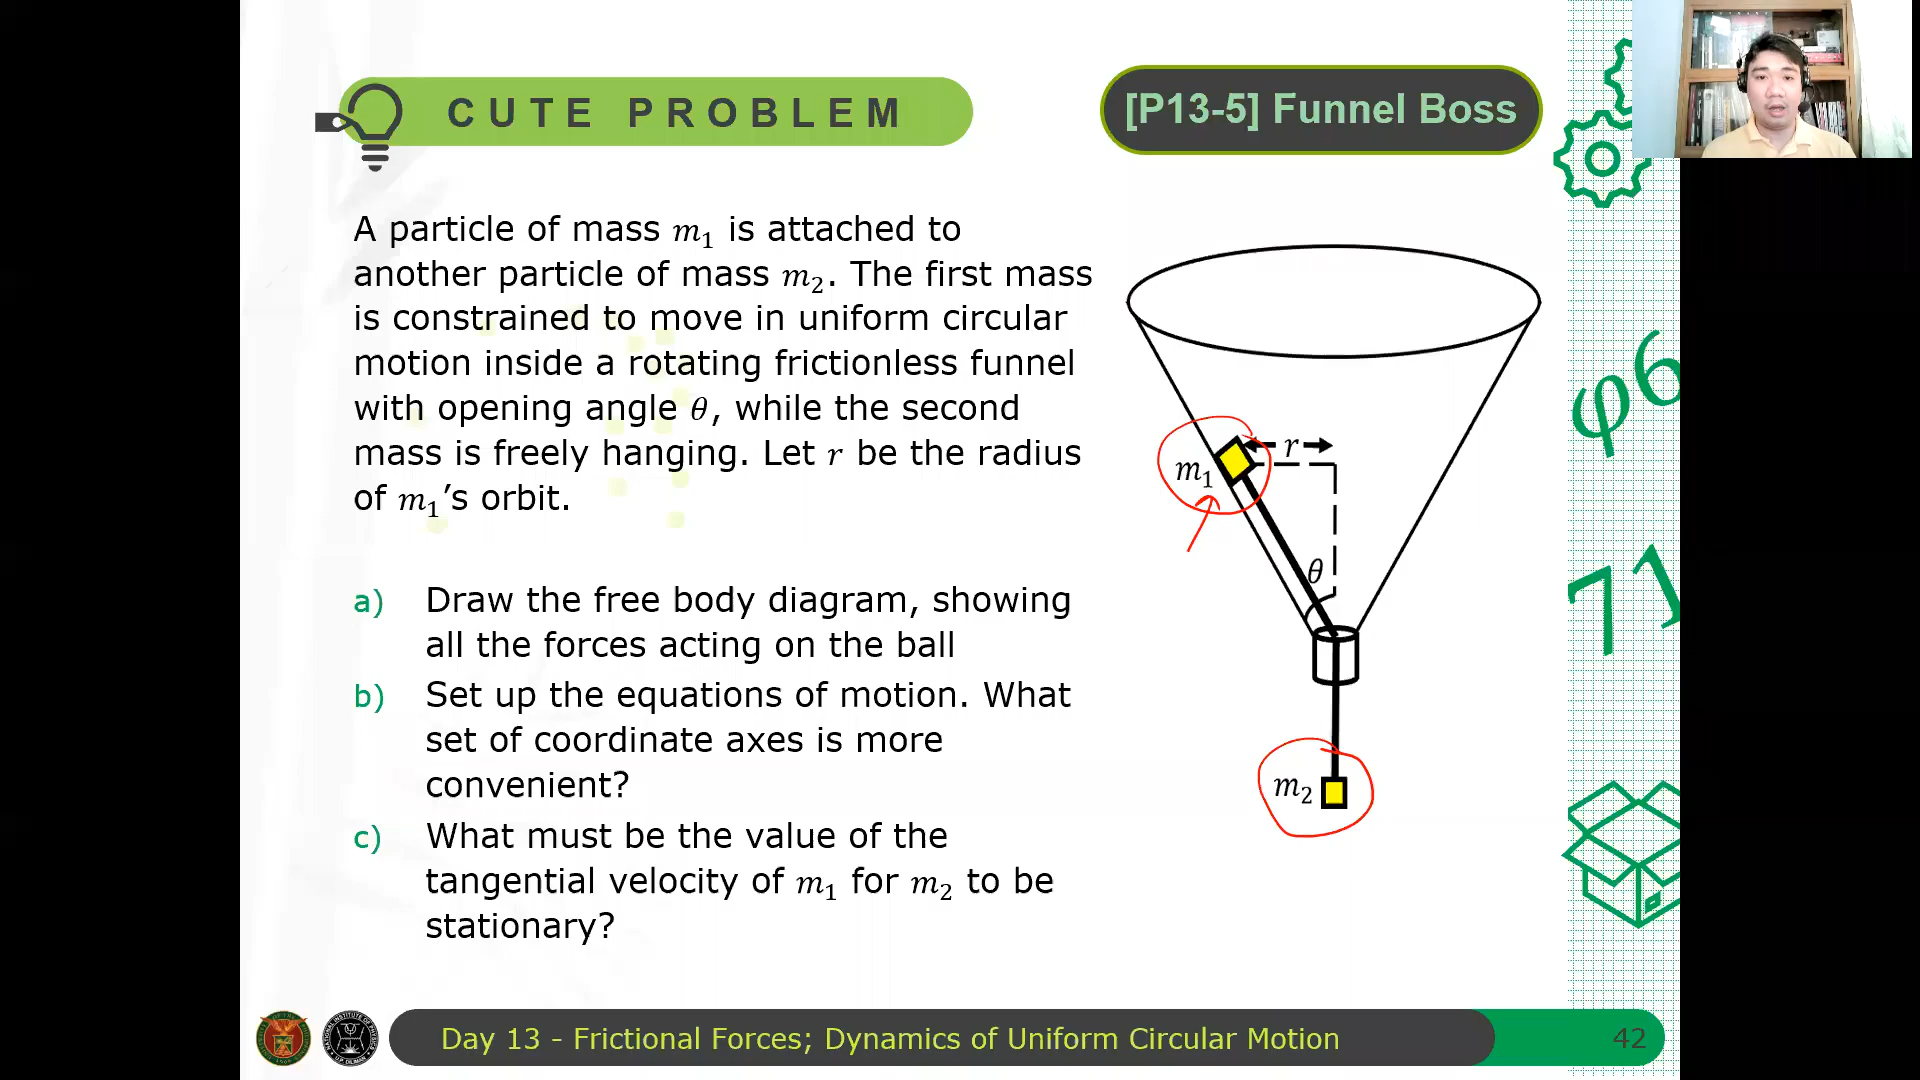 CUTE PROBLEM
[P13-5] Funnel Boss
A particle of mass m₁ is attached to
another particle of mass m₂. The first mass
is constrained to move in uniform circular
motion inside a rotating frictionless funnel
with opening angle θ, while the second
mass is freely hanging. Let r be the radius
of m₁’s orbit.
a) Draw the free body diagram, showing
all the forces acting on the ball
b) Set up the equations of motion. What
set of coordinate axes is more
convenient?
c) What must be the value of the
tangential velocity of m₁ for m₂ to be
stationary?
r
m₁
θ
m₂
φ6
71
Day 13 - Frictional Forces; Dynamics of Uniform Circular Motion
42